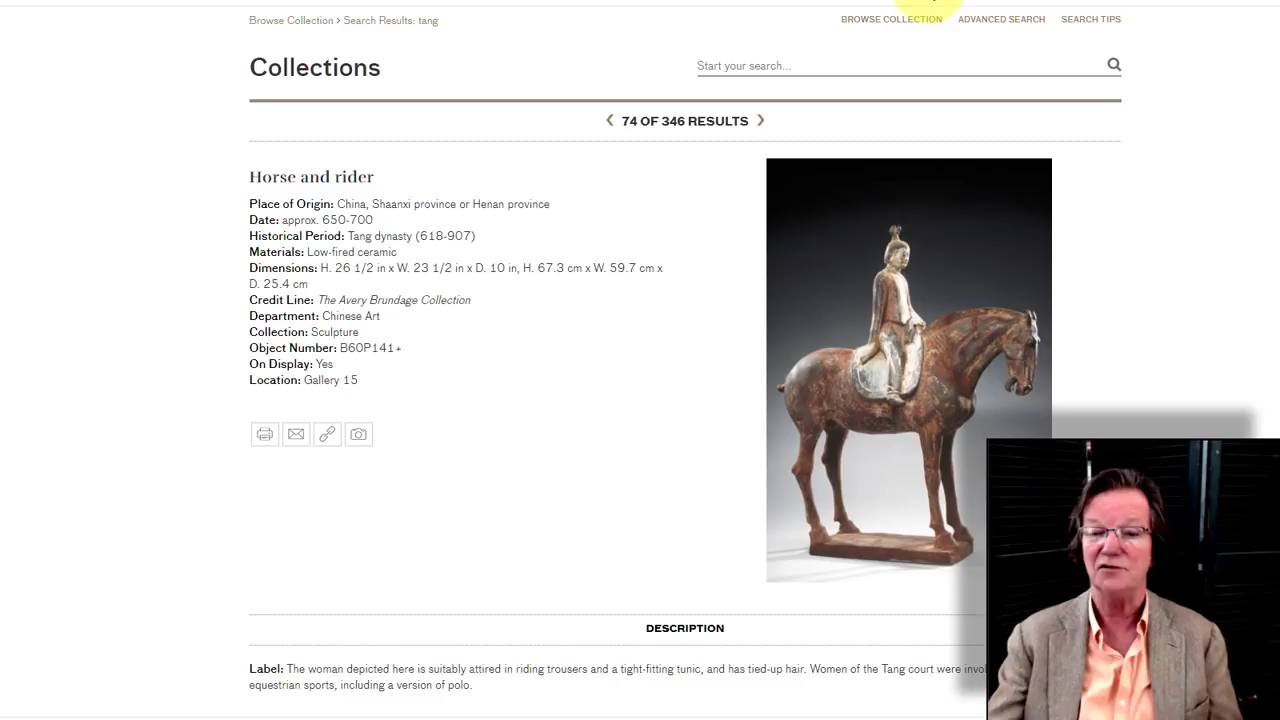 Browse Collection › Search Results: tang
BROWSE COLLECTION ADVANCED SEARCH SEARCH TIPS
Collections
Start your search...
74 OF 346 RESULTS
Horse and rider
Place of Origin: China, Shaanxi province or Henan province
Date: approx. 650-700
Historical Period: Tang dynasty (618-907)
Materials: Low-fired ceramic
Dimensions: H. 26 1/2 in x W. 23 1/2 in x D. 10 in, H. 67.3 cm x W. 59.7 cm x
D. 25.4 cm
Credit Line: The Avery Brundage Collection
Department: Chinese Art
Collection: Sculpture
Object Number: B60P141+
On Display: Yes
Location: Gallery 15
DESCRIPTION
Label: The woman depicted here is suitably attired in riding trousers and a tight-fitting tunic, and has tied-up hair. Women of the Tang court were
equestrian sports, including a version of polo.